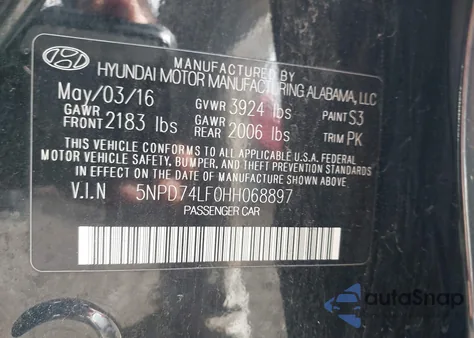 MANUFACTURED BY
HYUNDAI MOTOR MANUFACTURING ALABAMA, LLC
May/03/16 GVWR 3924 lbs PAINT S3
GAWR FRONT 2183 lbs GAWR REAR 2006 lbs TRIM PK
THIS VEHICLE CONFORMS TO ALL APPLICABLE U.S.A. FEDERAL
MOTOR VEHICLE SAFETY, BUMPER, AND THEFT PREVENTION STANDARDS
IN EFFECT ON THE DATE OF MANUFACTURE SHOWN ABOVE.
V.I.N 5NPD74LF0HH068897
PASSENGER CAR
autoSnap